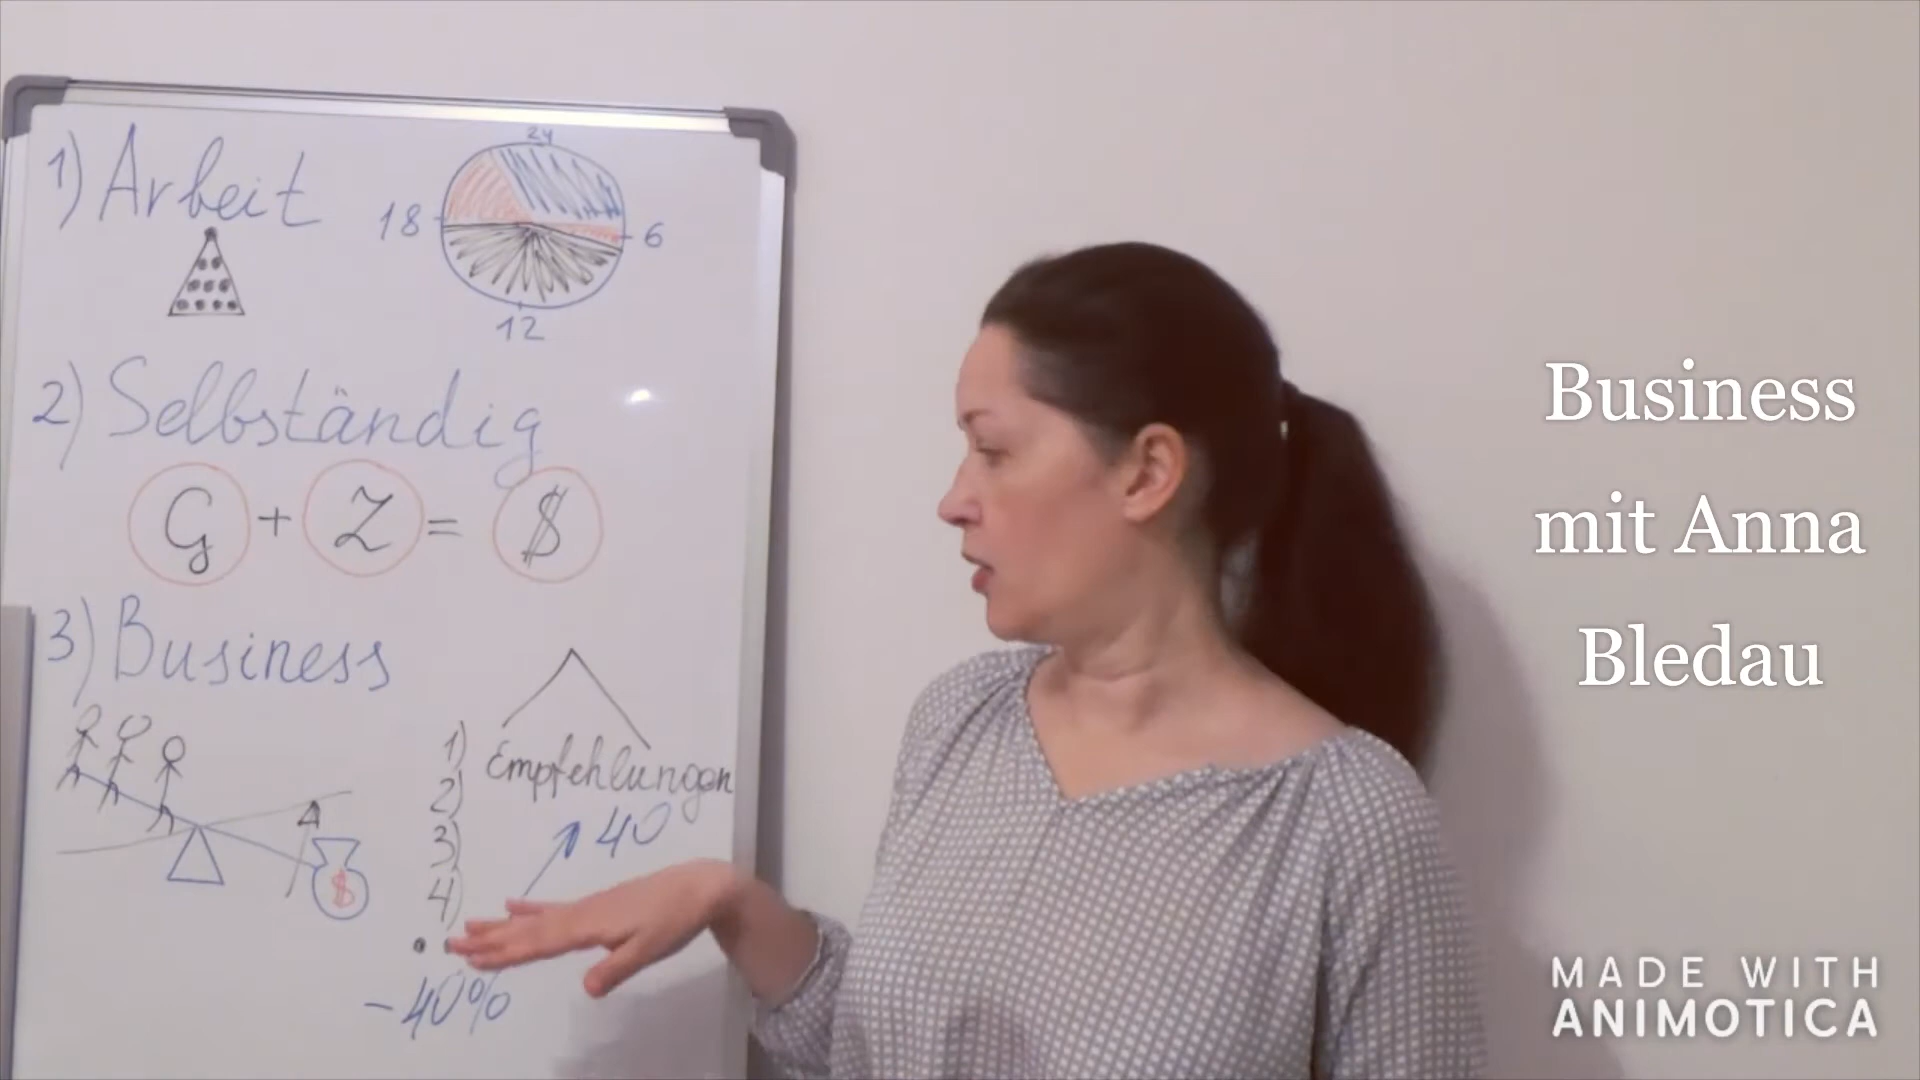 1) Arbeit
24
18
6
12
2) Selbständig
G + Z = $
3) Business
1) Empfehlungen
2)
3)
40
4)
$
-40%
Business
mit Anna
Bledau
MADE WITH
ANIMOTICA